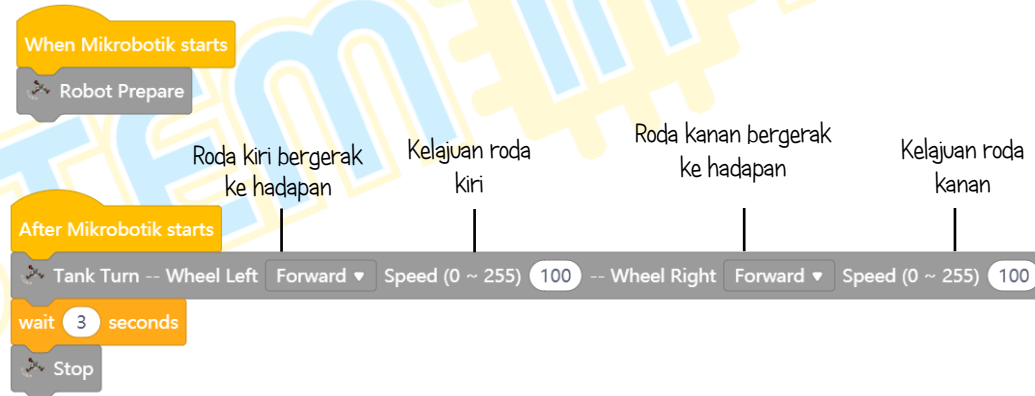 When Mikrobotik starts
Robot Prepare
Roda kiri bergerak
ke hadapan
Kelajuan roda
kiri
Roda kanan bergerak
ke hadapan
Kelajuan roda
kanan
After Mikrobotik starts
Tank Turn -- Wheel Left Forward ▾ Speed (0 ~ 255) 100 -- Wheel Right Forward ▾ Speed (0 ~ 255) 100
wait 3 seconds
Stop